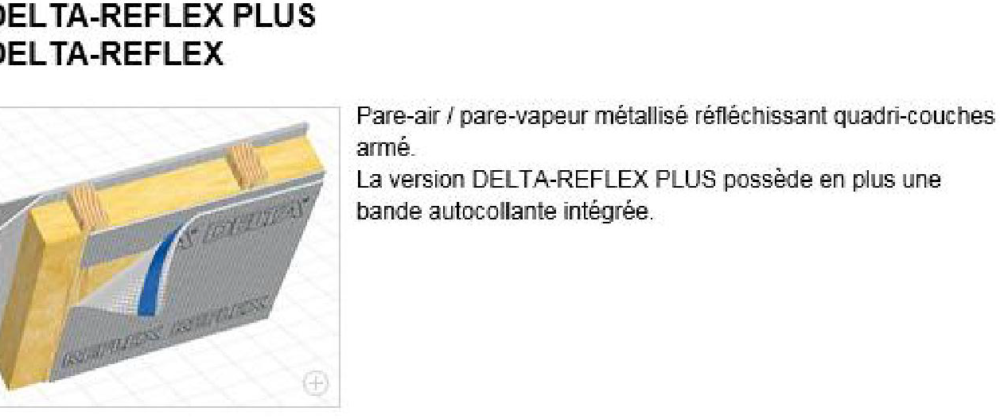 DELTA-REFLEX PLUS
DELTA-REFLEX
Pare-air / pare-vapeur métallisé réfléchissant quadri-couches
armé.
La version DELTA-REFLEX PLUS possède en plus une
bande autocollante intégrée.
DELTA
REFLEX REFLEX